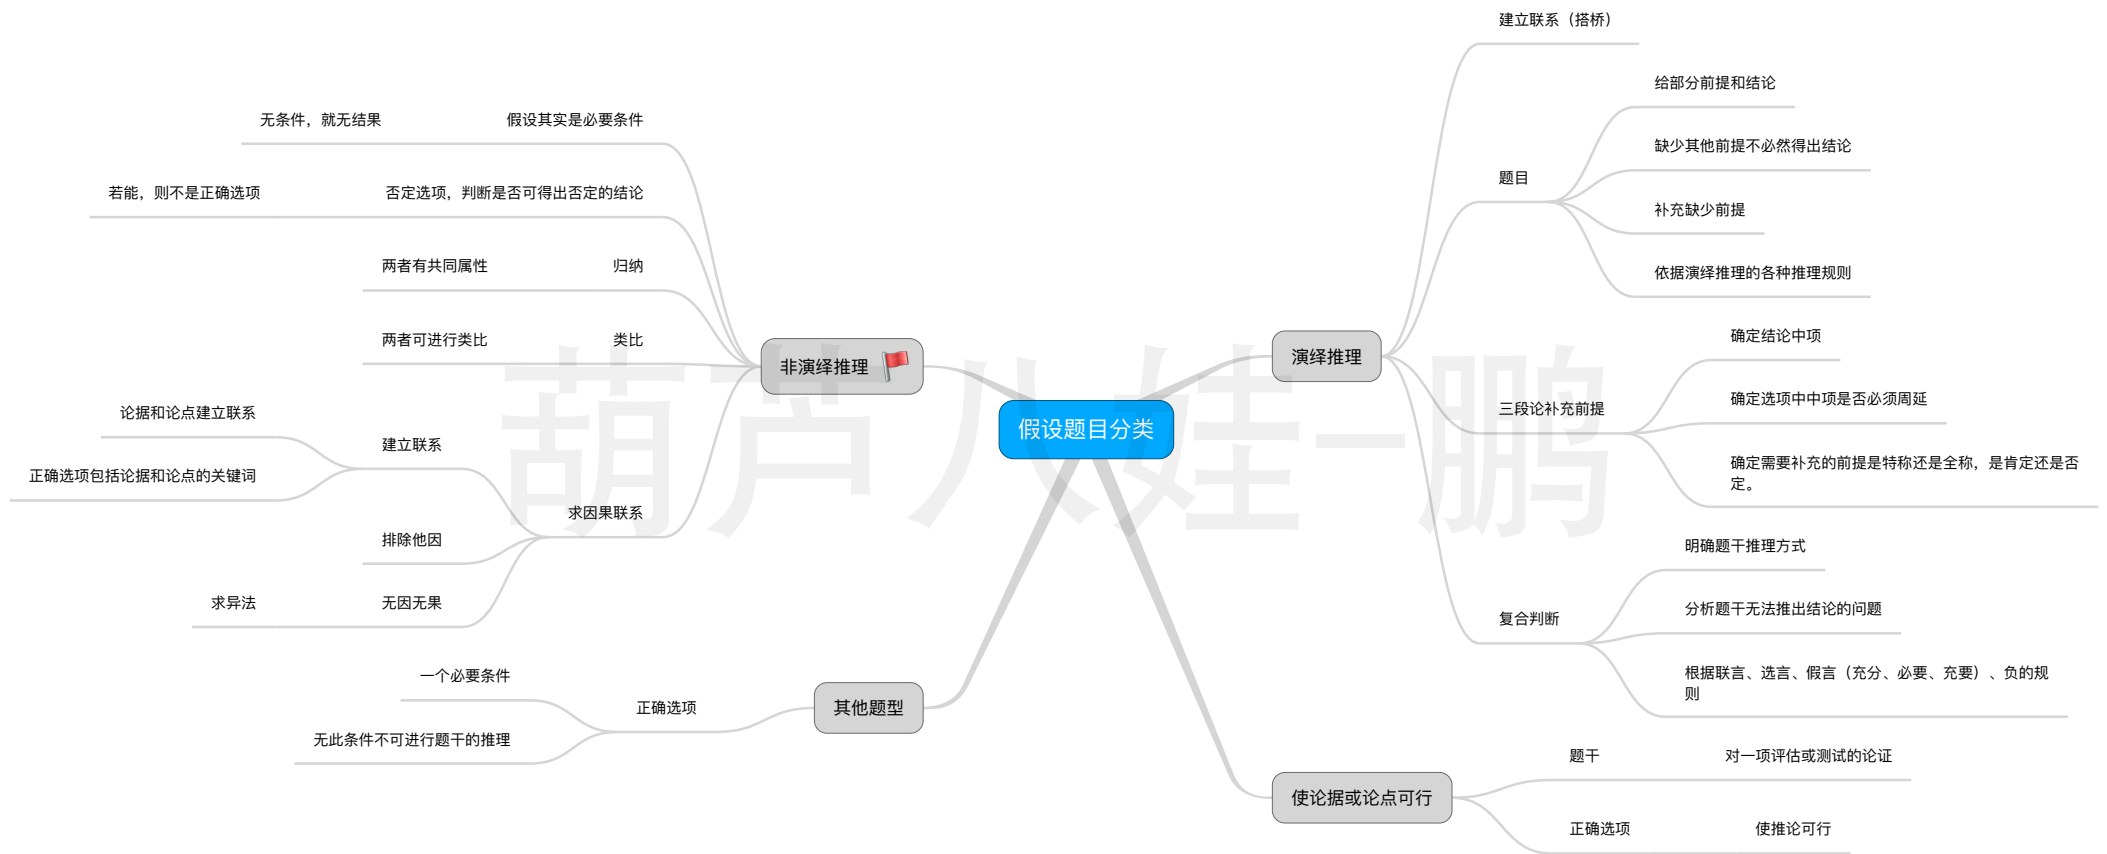 假设题目分类
演绎推理
建立联系（搭桥）
题目
给部分前提和结论
缺少其他前提不必然得出结论
补充缺少前提
依据演绎推理的各种推理规则
三段论补充前提
确定结论中项
确定选项中中项是否必须周延
确定需要补充的前提是特称还是全称，是肯定还是否
定。
复合判断
明确题干推理方式
分析题干无法推出结论的问题
根据联言、选言、假言（充分、必要、充要）、负的规
则
使论据或论点可行
题干
对一项评估或测试的论证
正确选项
使推论可行
非演绎推理
假设其实是必要条件
无条件，就无结果
否定选项，判断是否可得出否定的结论
若能，则不是正确选项
归纳
两者有共同属性
类比
两者可进行类比
求因果联系
建立联系
论据和论点建立联系
正确选项包括论据和论点的关键词
排除他因
无因无果
求异法
其他题型
正确选项
一个必要条件
无此条件不可进行题干的推理
葫芦八娃-鹏